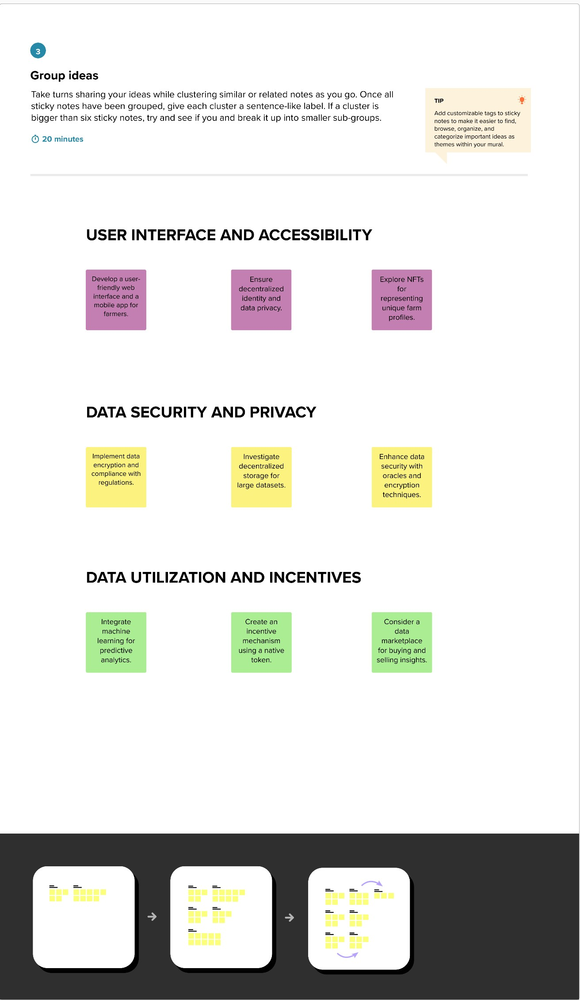 3
Group ideas
Take turns sharing your ideas while clustering similar or related notes as you go. Once all
sticky notes have been grouped, give each cluster a sentence-like label. If a cluster is
bigger than six sticky notes, try and see if you and break it up into smaller sub-groups.
20 minutes
TIP
Add customizable tags to sticky
notes to make it easier to find,
browse, organize, and
categorize important ideas as
themes within your mural.
USER INTERFACE AND ACCESSIBILITY
Develop a user-
friendly web
interface and a
mobile app for
farmers.
Ensure
decentralized
identity and
data privacy.
Explore NFTs
for
representing
unique farm
profiles.
DATA SECURITY AND PRIVACY
Implement data
encryption and
compliance with
regulations.
Investigate
decentralized
storage for
large datasets.
Enhance data
security with
oracles and
encryption
techniques.
DATA UTILIZATION AND INCENTIVES
Integrate
machine
learning for
predictive
analytics.
Create an
incentive
mechanism
using a native
token.
Consider a
data
marketplace
for buying and
selling insights.